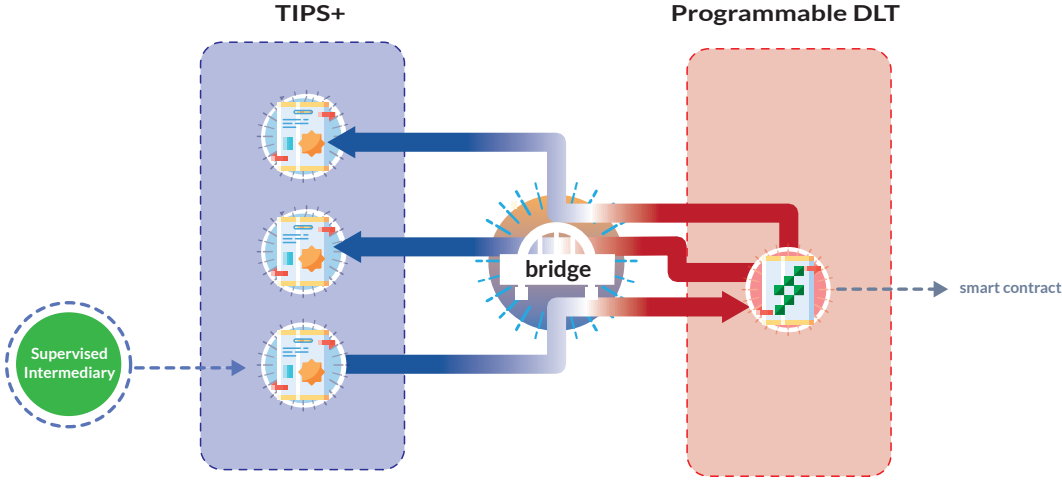 TIPS+
Programmable DLT
bridge
smart contract
Supervised
Intermediary